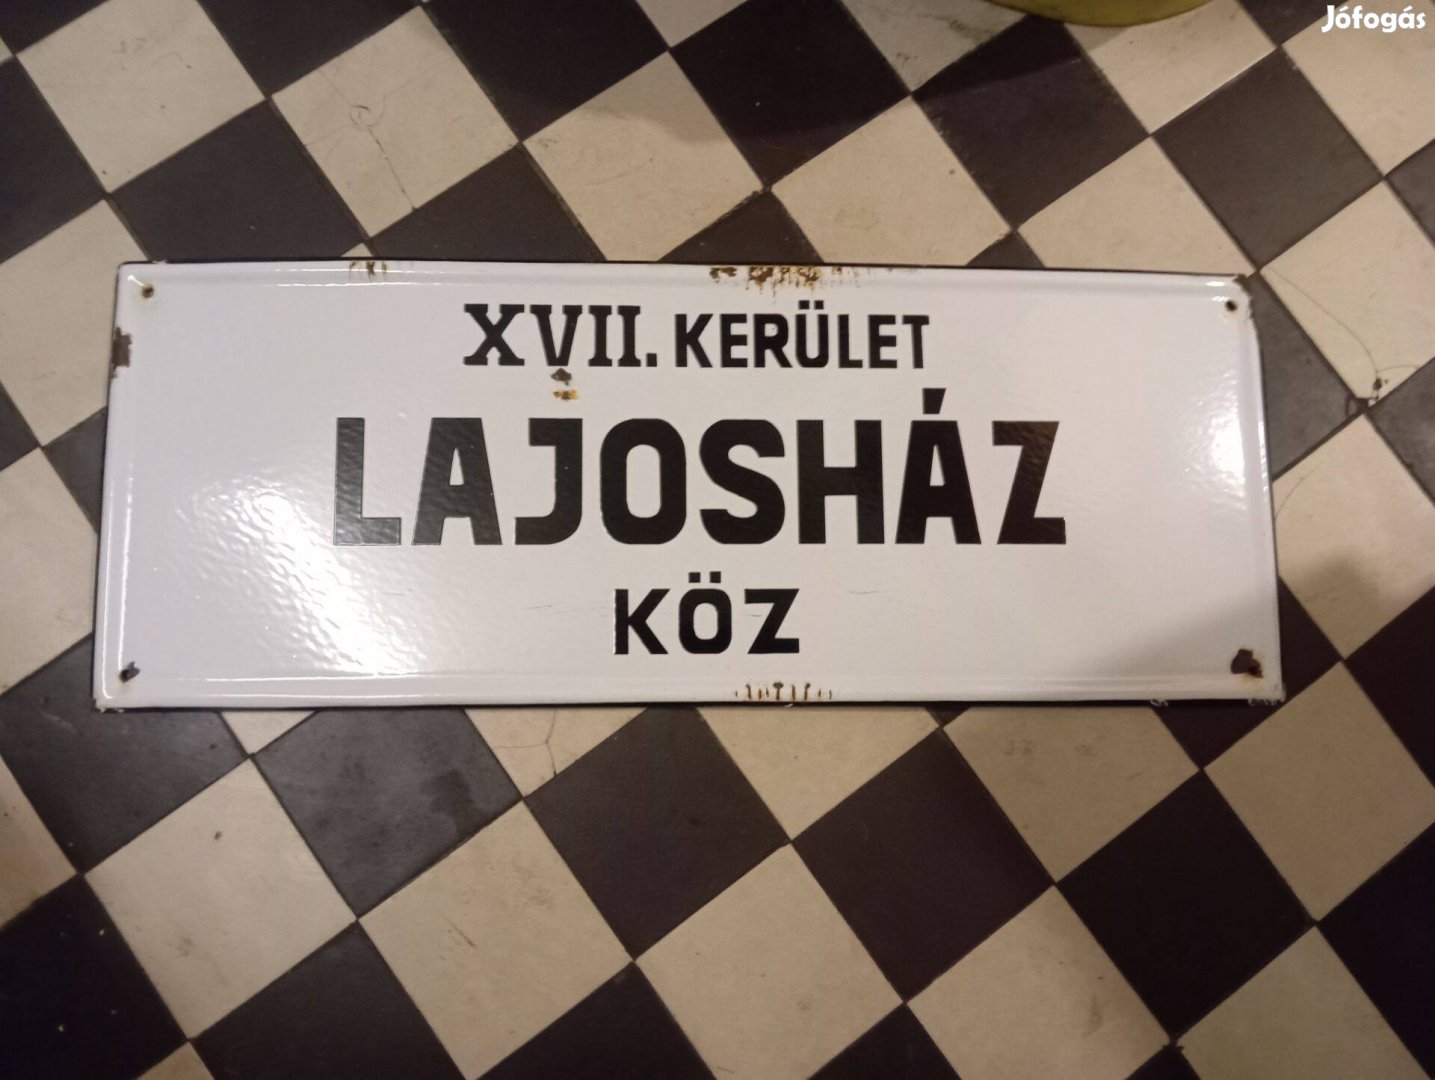 Jófogás
XVII. KERÜLET
LAJOSHÁZ
KÖZ